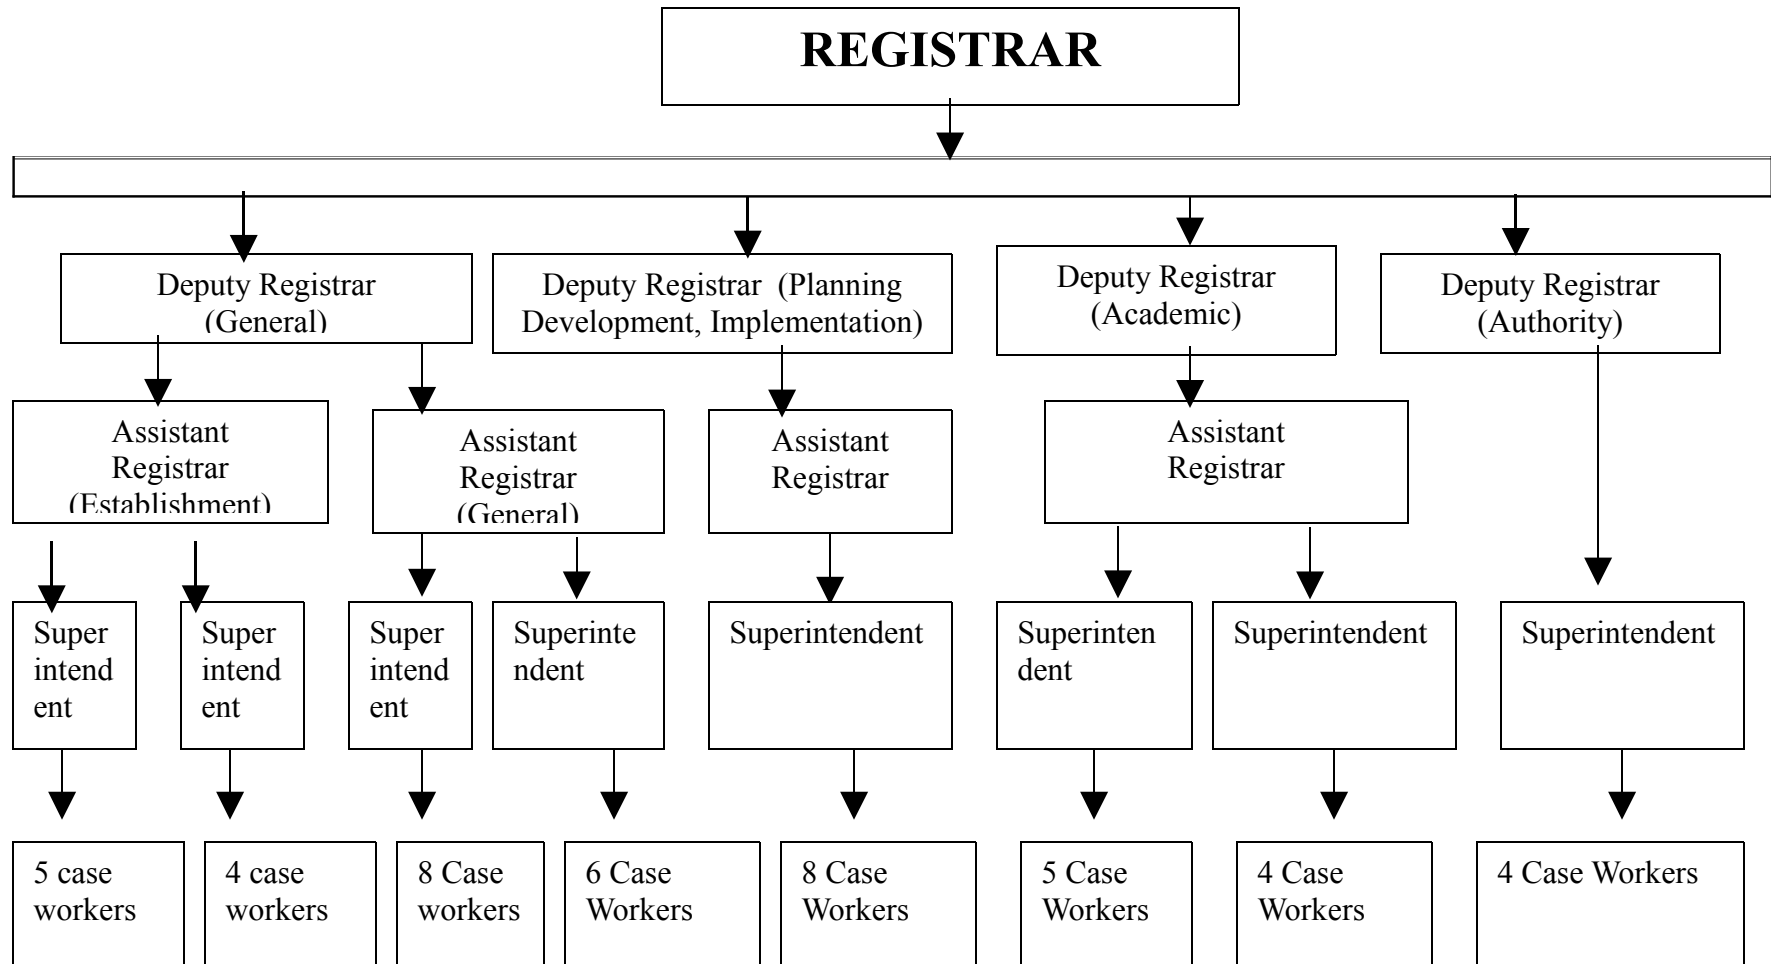 REGISTRAR
Deputy Registrar
(General)
Deputy Registrar (Planning
Development, Implementation)
Deputy Registrar
(Academic)
Deputy Registrar
(Authority)
Assistant
Registrar
(Establishment)
Assistant
Registrar
(General)
Assistant
Registrar
Assistant
Registrar
Super
intend
ent
Super
intend
ent
Super
intend
ent
Superinte
ndent
Superintendent
Superinten
dent
Superintendent
Superintendent
5 case
workers
4 case
workers
8 Case
workers
6 Case
Workers
8 Case
Workers
5 Case
Workers
4 Case
Workers
4 Case Workers